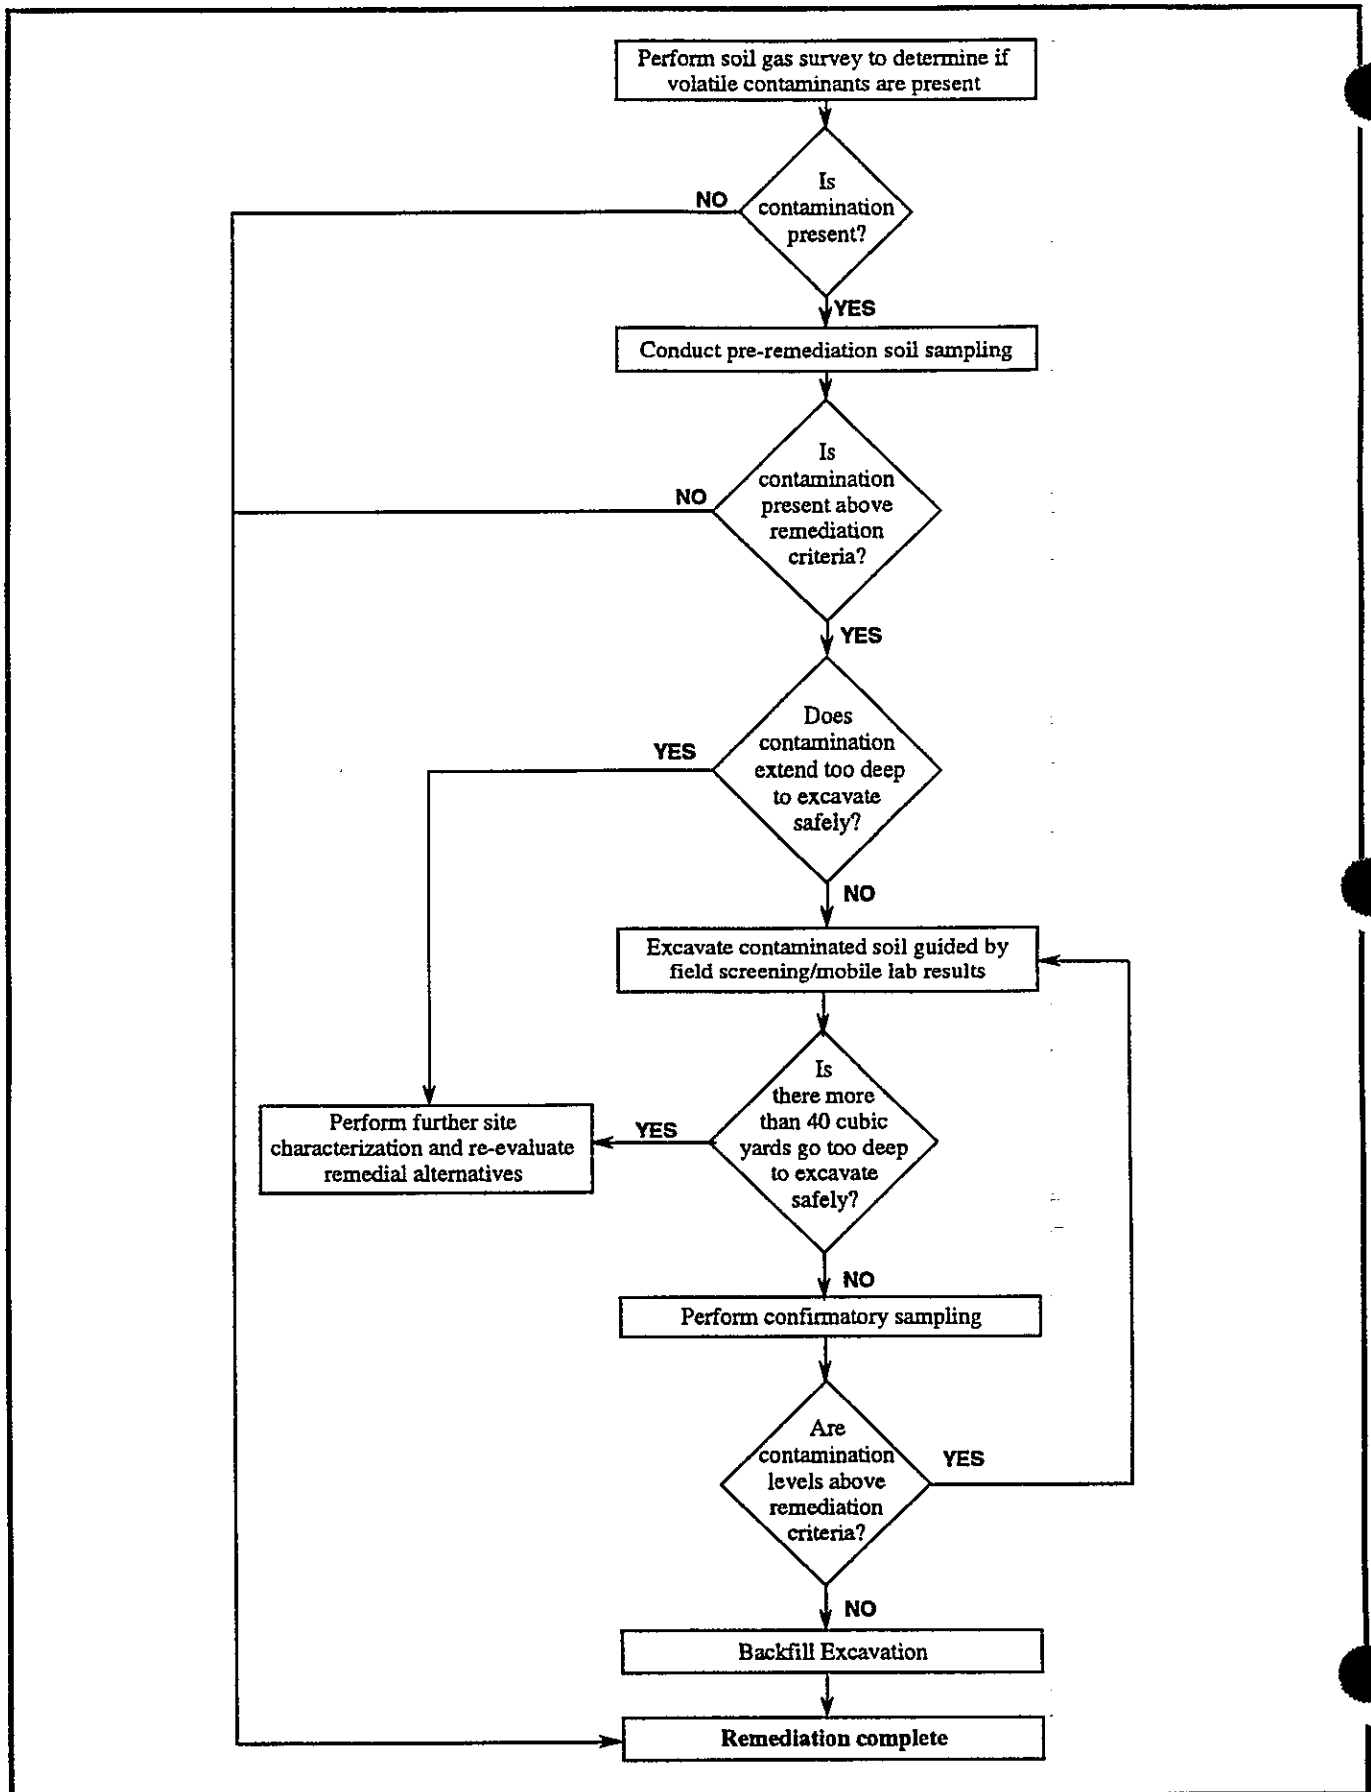 Perform soil gas survey to determine if
volatile contaminants are present
Is
contamination
present?
NO
YES
Conduct pre-remediation soil sampling
Is
contamination
present above
remediation
criteria?
NO
YES
Does
contamination
extend too deep
to excavate
safely?
YES
NO
Excavate contaminated soil guided by
field screening/mobile lab results
Is
there more
than 40 cubic
yards go too deep
to excavate
safely?
YES
Perform further site
characterization and re-evaluate
remedial alternatives
NO
Perform confirmatory sampling
Are
contamination
levels above
remediation
criteria?
YES
NO
Backfill Excavation
Remediation complete